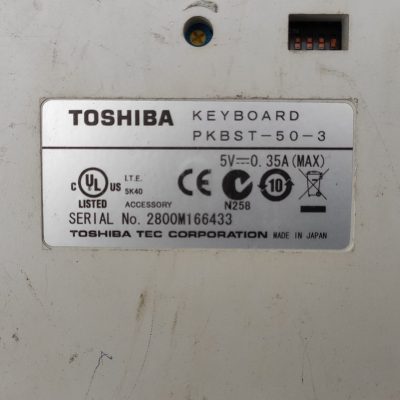 TOSHIBA KEYBOARD
PKBST-50-3
5V⎓0.35A(MAX)
C UL US I.T.E.
LISTED 5K40
ACCESSORY
CE N258 10
SERIAL No. 2800M166433
TOSHIBA TEC CORPORATION MADE IN JAPAN